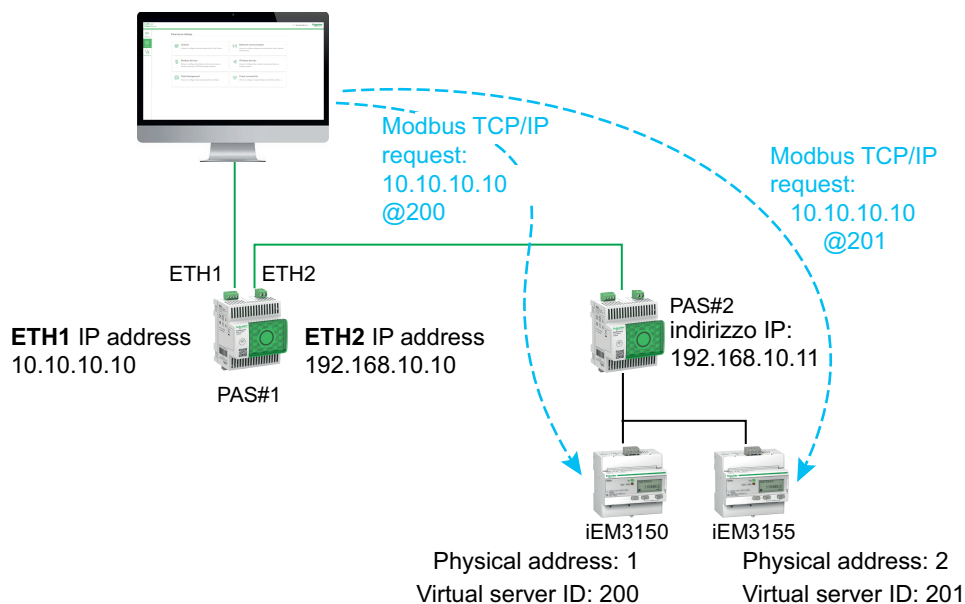 Modbus TCP/IP
request:
10.10.10.10
@200
Modbus TCP/IP
request:
10.10.10.10
@201
ETH1
ETH2
ETH1 IP address
10.10.10.10
ETH2 IP address
192.168.10.10
PAS#1
PAS#2
indirizzo IP:
192.168.10.11
iEM3150
iEM3155
Physical address: 1
Virtual server ID: 200
Physical address: 2
Virtual server ID: 201